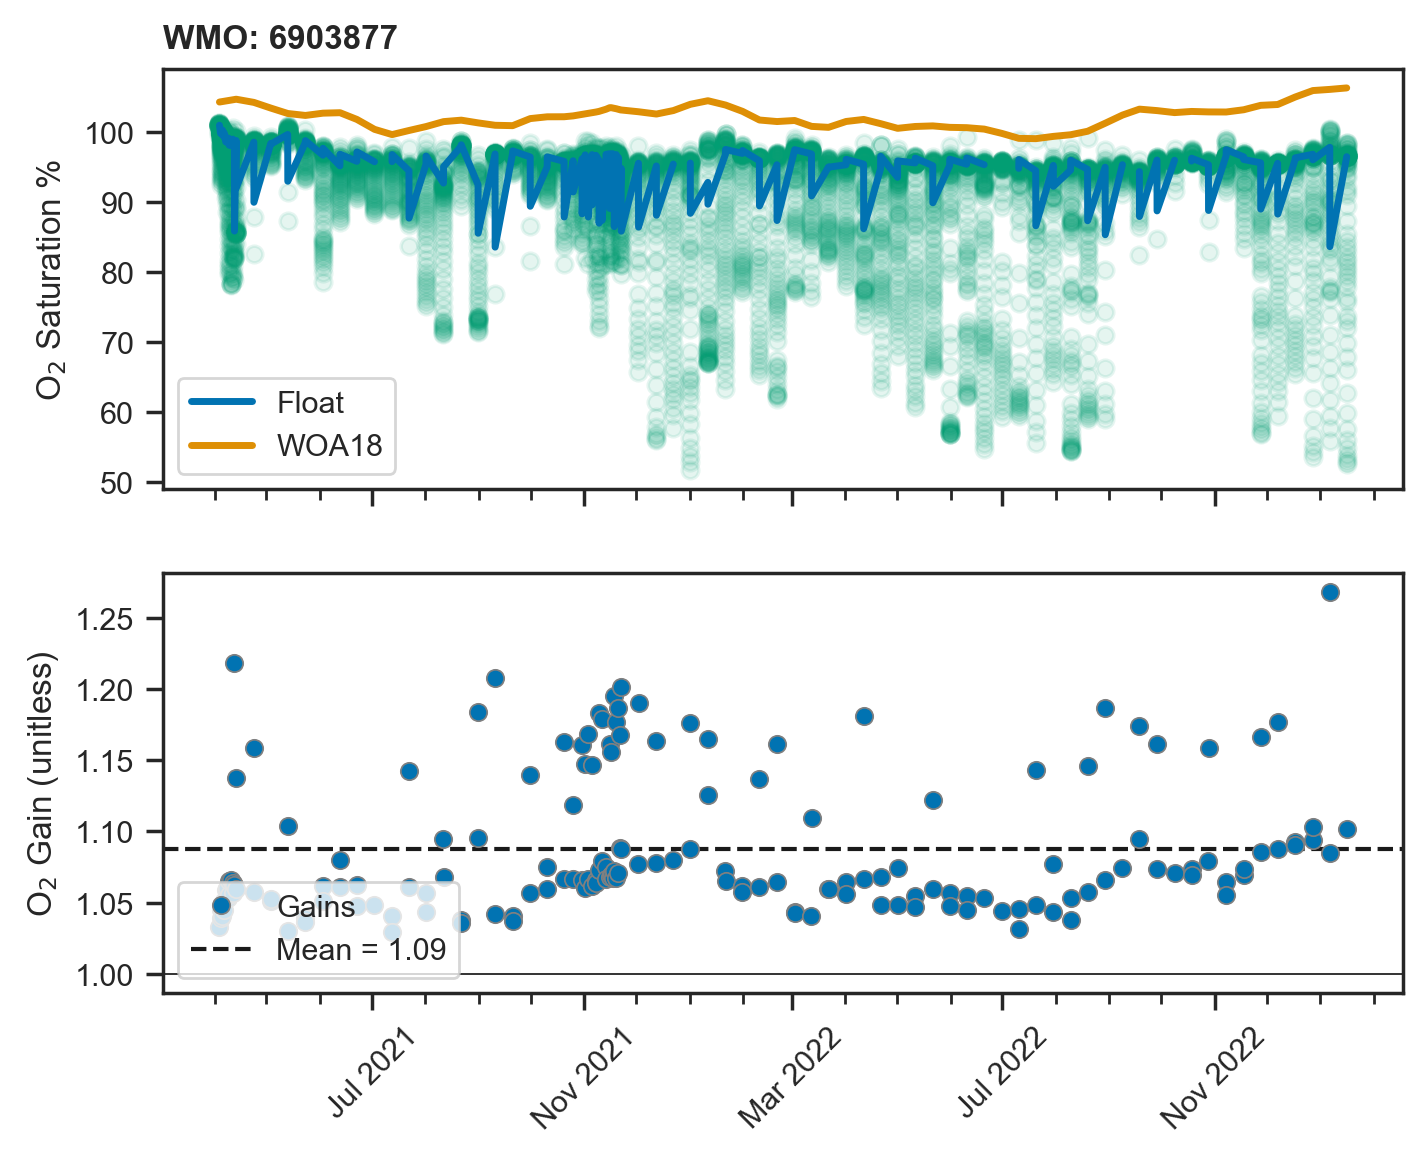 WMO: 6903877
O₂ Saturation %
100
90
80
70
60
50
Float
WOA18
O₂ Gain (unitless)
1.25
1.20
1.15
1.10
1.05
1.00
Gains
Mean = 1.09
Jul 2021
Nov 2021
Mar 2022
Jul 2022
Nov 2022